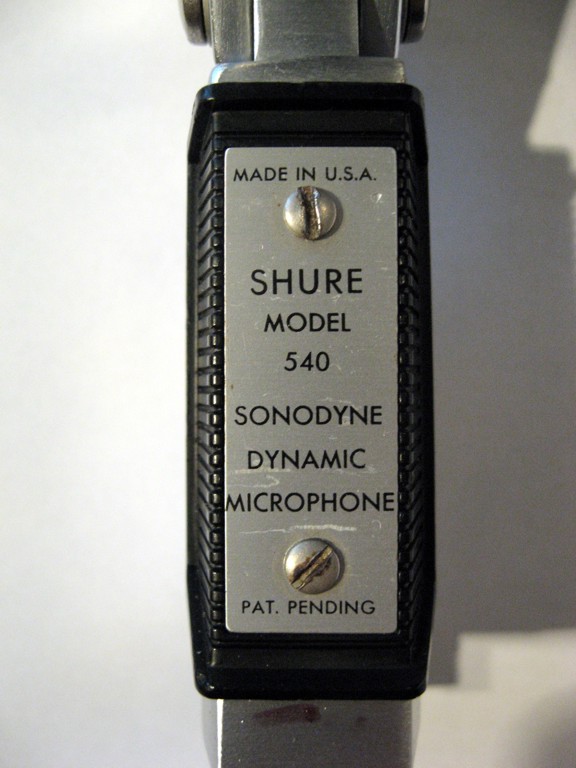 MADE IN U.S.A.
SHURE
MODEL
540
SONODYNE
DYNAMIC
MICROPHONE
PAT. PENDING